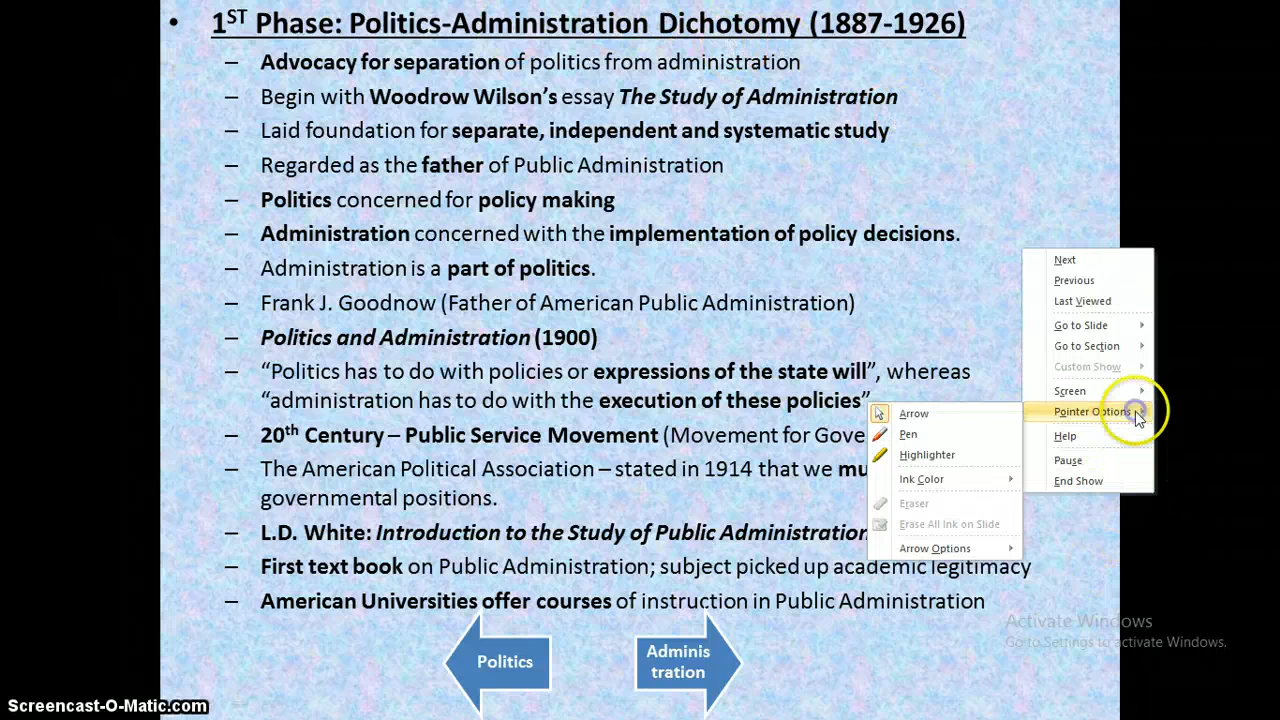 • 1ST Phase: Politics-Administration Dichotomy (1887-1926)
– Advocacy for separation of politics from administration
– Begin with Woodrow Wilson’s essay The Study of Administration
– Laid foundation for separate, independent and systematic study
– Regarded as the father of Public Administration
– Politics concerned for policy making
– Administration concerned with the implementation of policy decisions.
– Administration is a part of politics.
– Frank J. Goodnow (Father of American Public Administration)
– Politics and Administration (1900)
– “Politics has to do with policies or expressions of the state will”, whereas
“administration has to do with the execution of these policies”
– 20th Century – Public Service Movement (Movement for Gove
– The American Political Association – stated in 1914 that we mu
governmental positions.
– L.D. White: Introduction to the Study of Public Administration
– First text book on Public Administration; subject picked up academic legitimacy
– American Universities offer courses of instruction in Public Administration
Politics
Adminis
tration
Next
Previous
Last Viewed
Go to Slide
Go to Section
Custom Show
Screen
Pointer Options
Help
Pause
End Show
Arrow
Pen
Highlighter
Ink Color
Eraser
Erase All Ink on Slide
Arrow Options
Activate Windows
Go to Settings to activate Windows.
Screencast-O-Matic.com